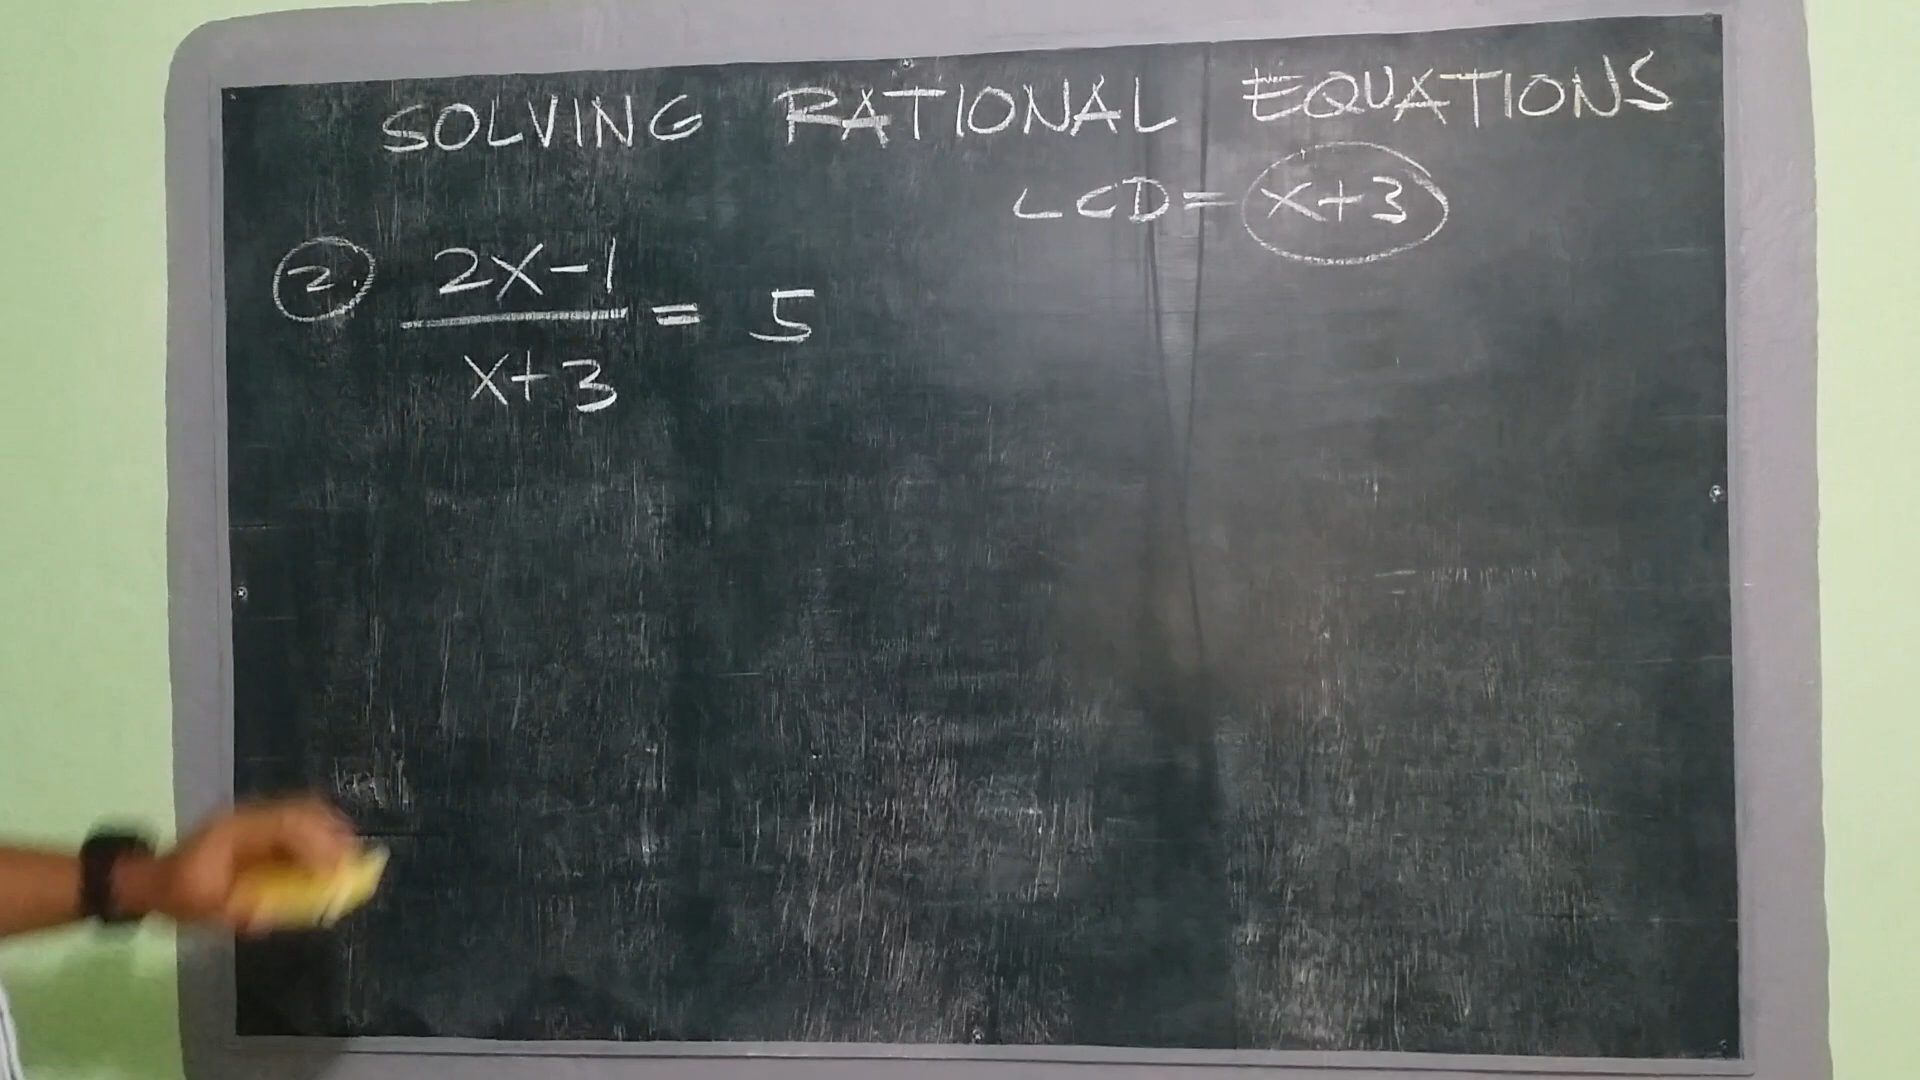 SOLVING RATIONAL EQUATIONS
LCD = x+3
2. 2x-1
= 5
x+3